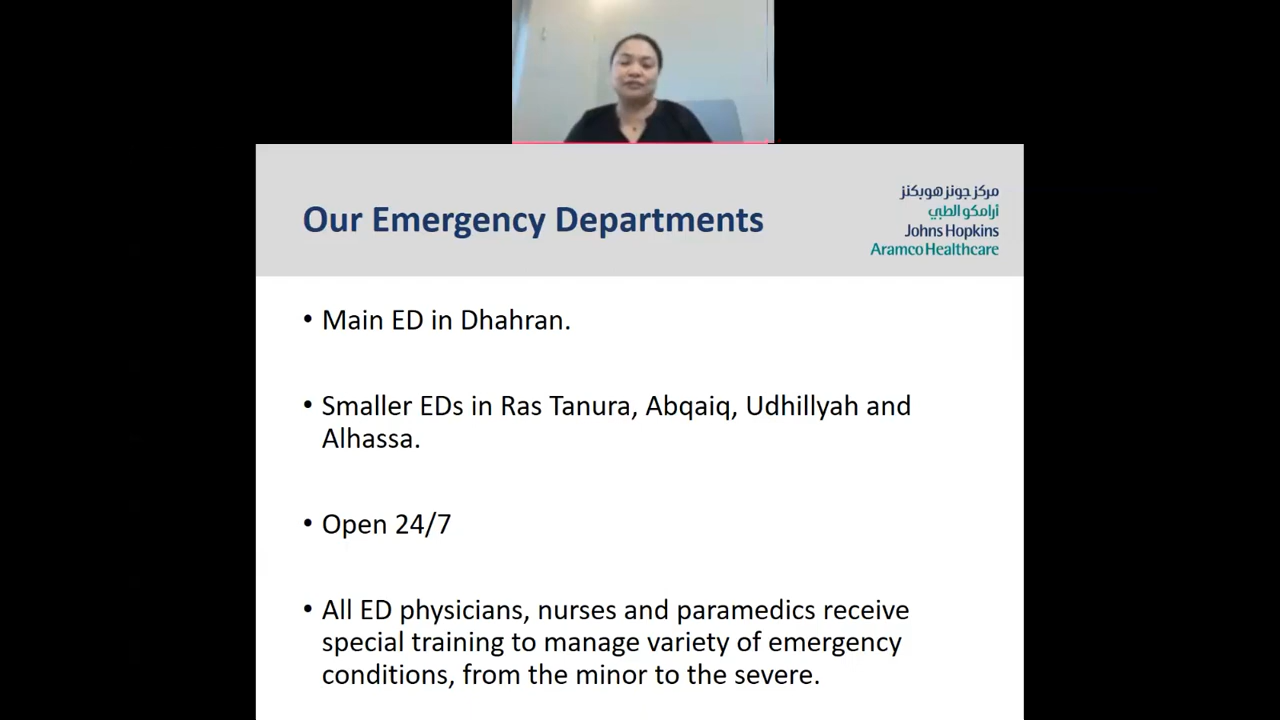 Our Emergency Departments
مركز جونز هوبكنز
أرامكو الطبي
Johns Hopkins
Aramco Healthcare
• Main ED in Dhahran.
• Smaller EDs in Ras Tanura, Abqaiq, Udhillyah and
Alhassa.
• Open 24/7
• All ED physicians, nurses and paramedics receive
special training to manage variety of emergency
conditions, from the minor to the severe.